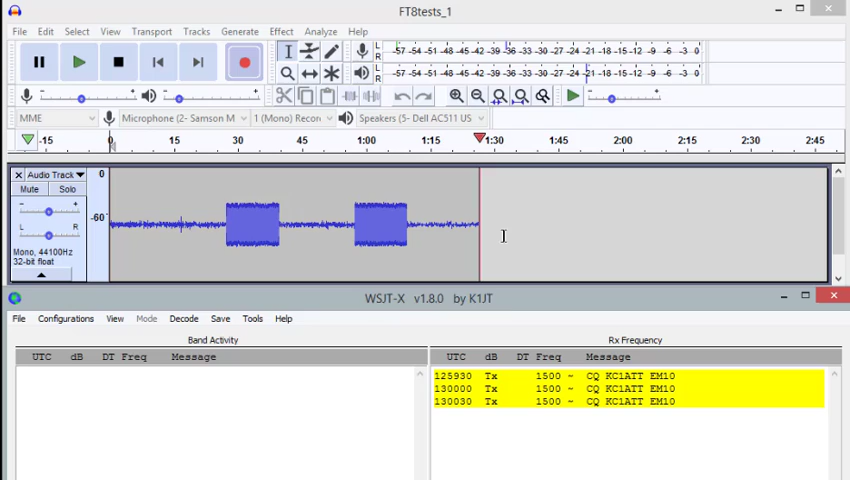 FT8tests_1
File Edit Select View Transport Tracks Generate Effect Analyze Help
L R -57 -54 -51 -48 -45 -42 -39 -36 -33 -30 -27 -24 -21 -18 -15 -12 -9 -6 -3 0
L R -57 -54 -51 -48 -45 -42 -39 -36 -33 -30 -27 -24 -21 -18 -15 -12 -9 -6 -3 0
MME Microphone (2- Samson M 1 (Mono) Recor Speakers (5- Dell AC511 US
-15 0 15 30 45 1:00 1:15 1:30 1:45 2:00 2:15 2:30 2:45
Audio Track 0
Mute Solo
- +
-60
L R
Mono, 44100Hz
32-bit float
WSJT-X v1.8.0 by K1JT
File Configurations View Mode Decode Save Tools Help
Band Activity Rx Frequency
UTC dB DT Freq Message UTC dB DT Freq Message
125930 Tx 1500 ~ CQ KC1ATT EM10
130000 Tx 1500 ~ CQ KC1ATT EM10
130030 Tx 1500 ~ CQ KC1ATT EM10